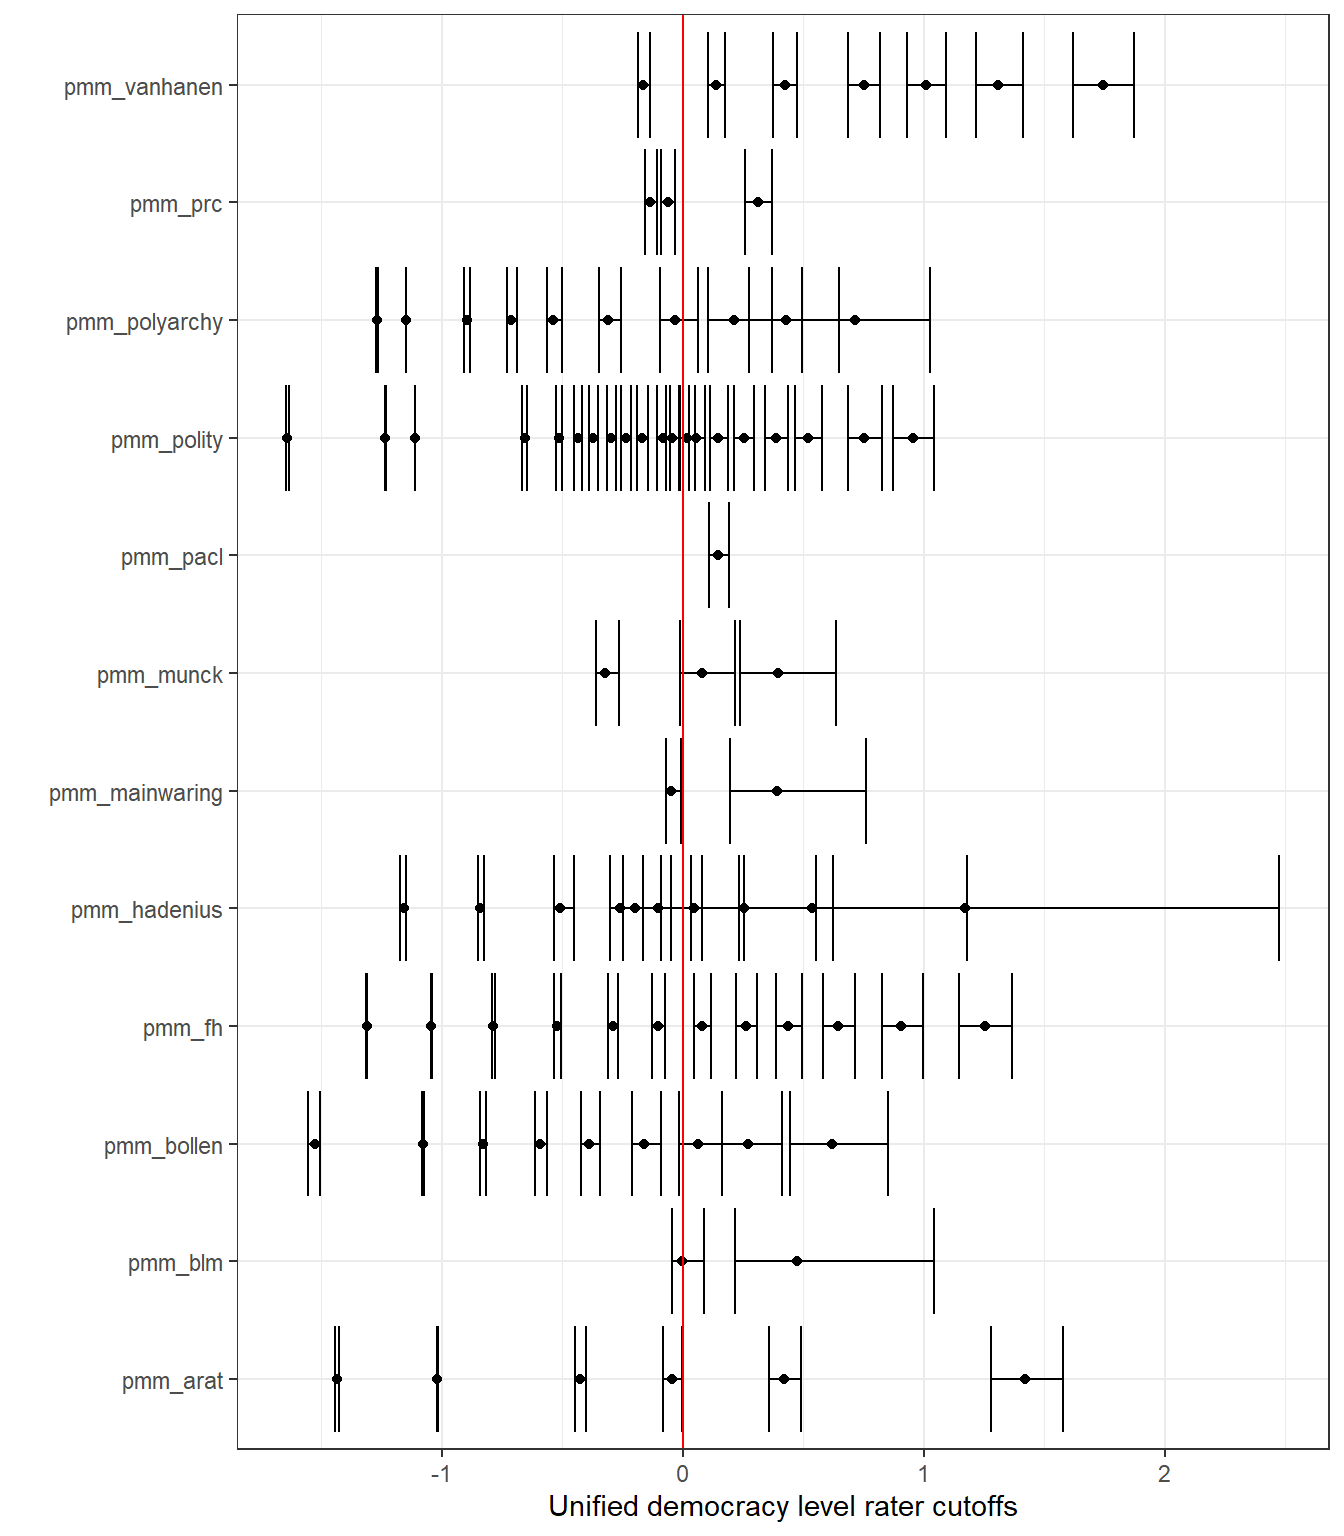 pmm_vanhanen
pmm_prc
pmm_polyarchy
pmm_polity
pmm_pacl
pmm_munck
pmm_mainwaring
pmm_hadenius
pmm_fh
pmm_bollen
pmm_blm
pmm_arat
-1 0 1 2
Unified democracy level rater cutoffs